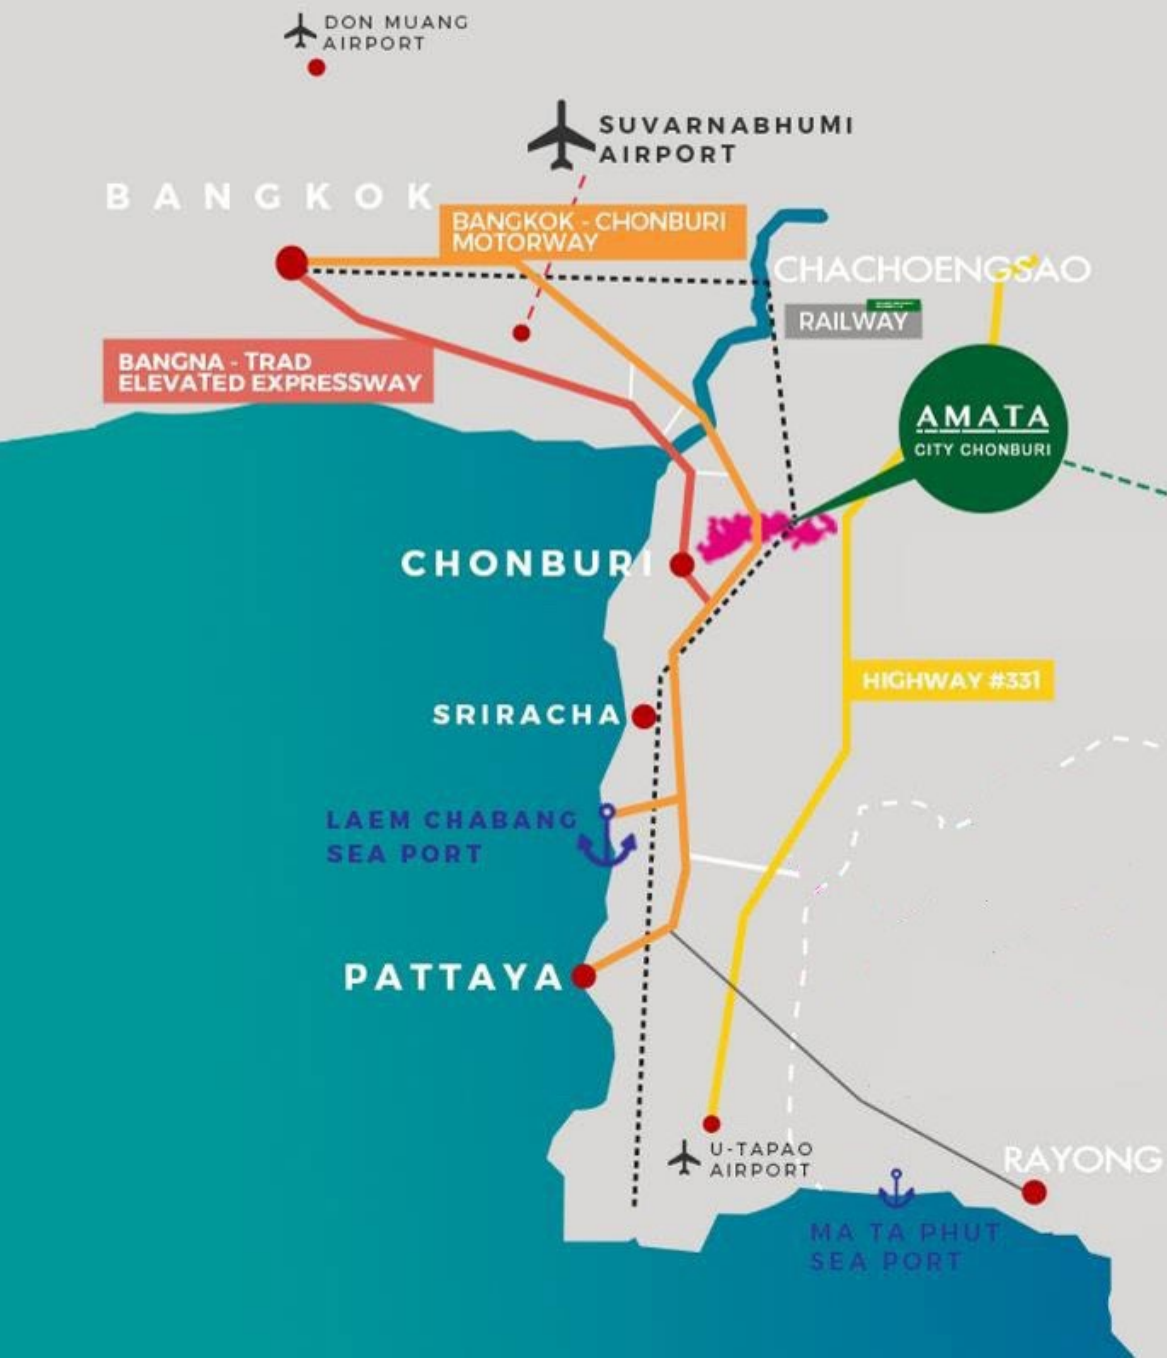 DON MUANG
AIRPORT
SUVARNABHUMI
AIRPORT
BANGKOK
BANGKOK - CHONBURI
MOTORWAY
CHACHOENGSAO
RAILWAY
BANGNA - TRAD
ELEVATED EXPRESSWAY
AMATA
CITY CHONBURI
CHONBURI
HIGHWAY #331
SRIRACHA
LAEM CHABANG
SEA PORT
PATTAYA
U-TAPAO
AIRPORT
RAYONG
MA TA PHUT
SEA PORT